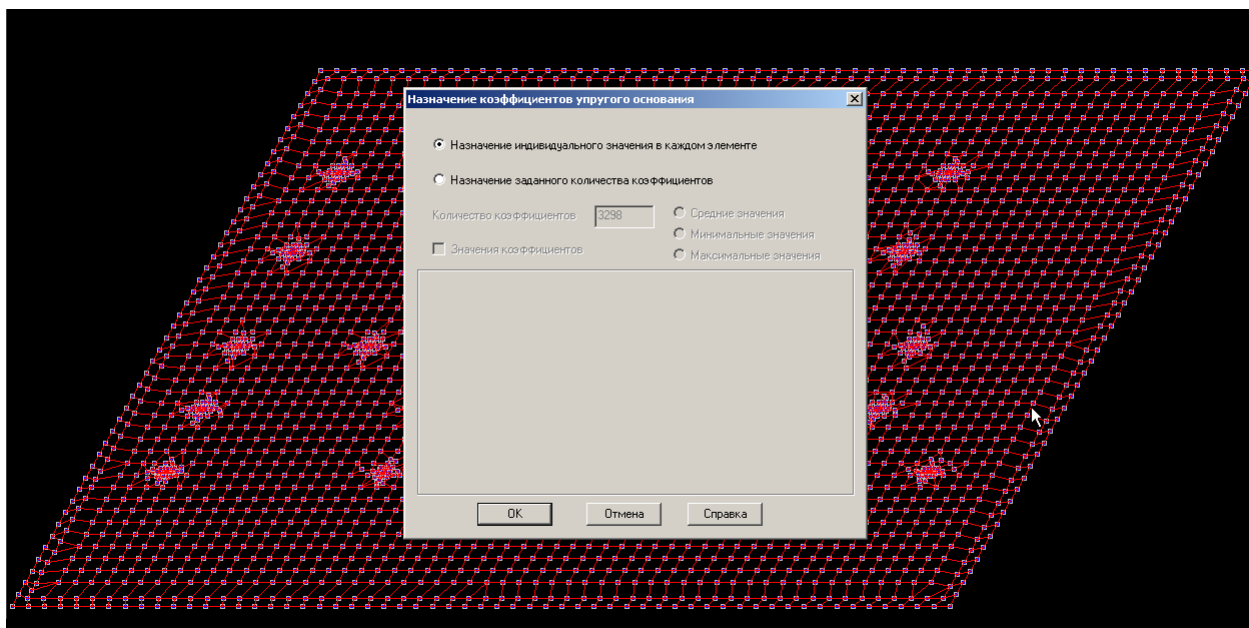 Назначение коэффициентов упругого основания
Назначение индивидуального значения в каждом элементе
Назначение заданного количества коэффициентов
Количество коэффициентов 3298 Средние значения
Минимальные значения
Значения коэффициентов
Максимальные значения
OK Отмена Справка